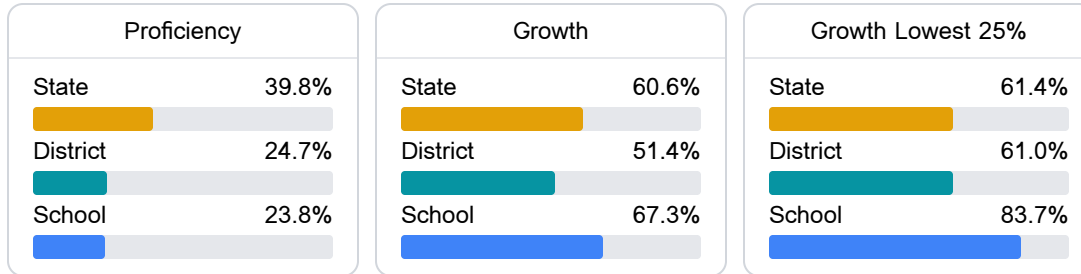 Proficiency
State 39.8%
District 24.7%
School 23.8%
Growth
State 60.6%
District 51.4%
School 67.3%
Growth Lowest 25%
State 61.4%
District 61.0%
School 83.7%